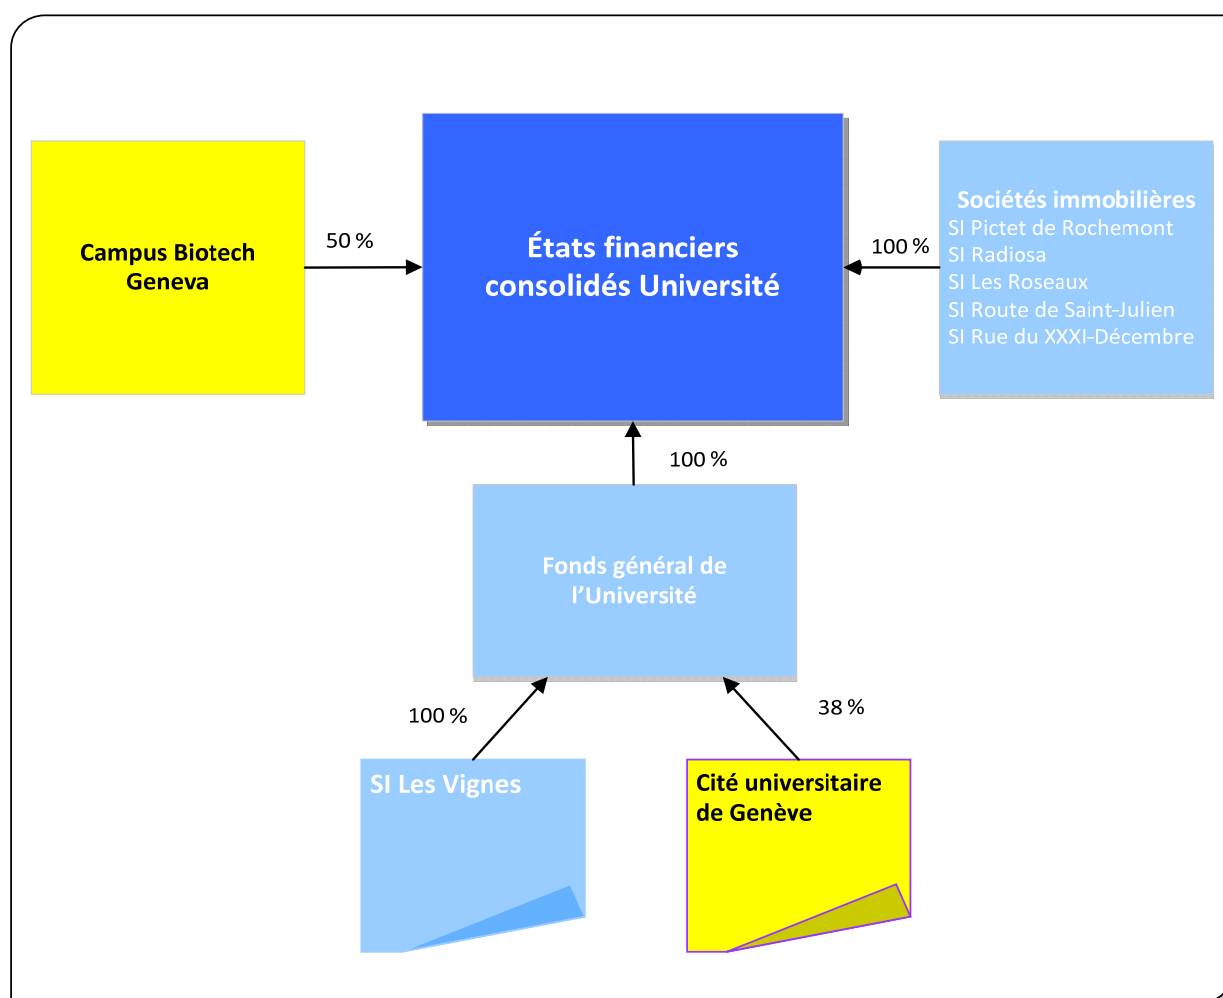 Campus Biotech
Geneva
50 %
États financiers
consolidés Université
100 %
Sociétés immobilières
SI Pictet de Rochemont
SI Radiosa
SI Les Roseaux
SI Route de Saint-Julien
SI Rue du XXXI-Décembre
100 %
Fonds général de
l’Université
100 %
38 %
SI Les Vignes
Cité universitaire
de Genève